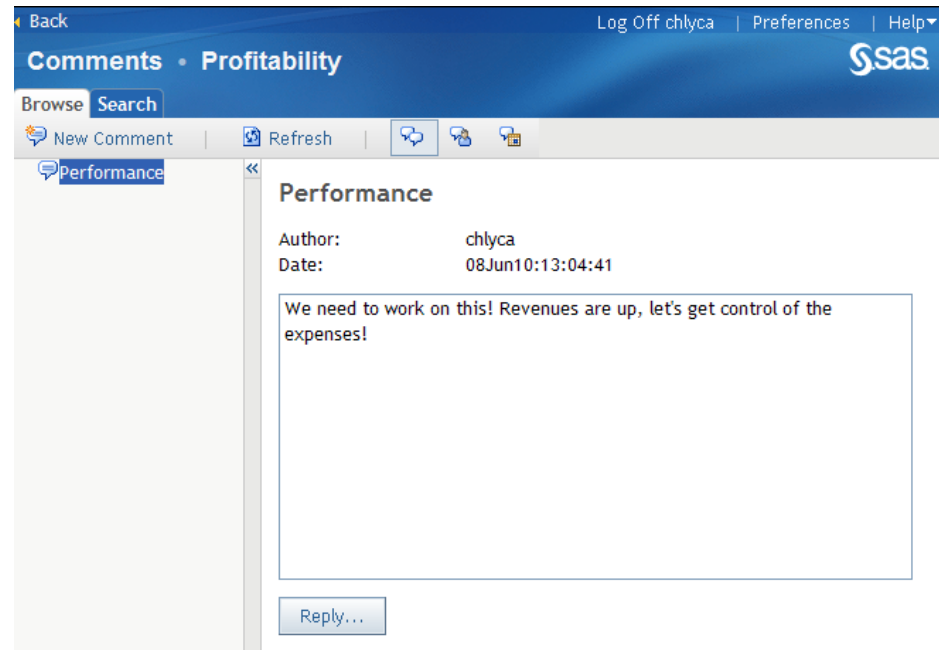 Back
Log Off chlyca | Preferences | Help
Comments • Profitability
sas
Browse Search
New Comment | Refresh |
Performance
Performance
Author: chlyca
Date: 08Jun10:13:04:41
We need to work on this! Revenues are up, let's get control of the
expenses!
Reply...